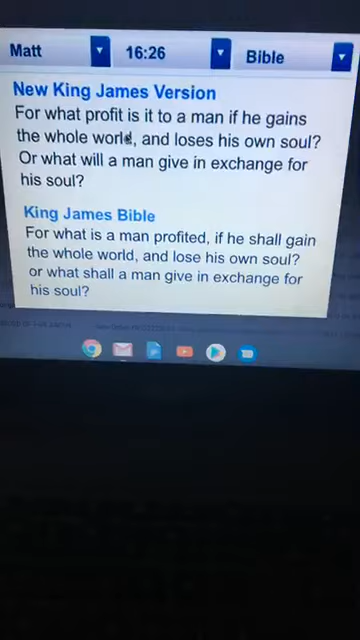 Matt 16:26 Bible
New King James Version
For what profit is it to a man if he gains
the whole world, and loses his own soul?
Or what will a man give in exchange for
his soul?
King James Bible
For what is a man profited, if he shall gain
the whole world, and lose his own soul?
or what shall a man give in exchange for
his soul?